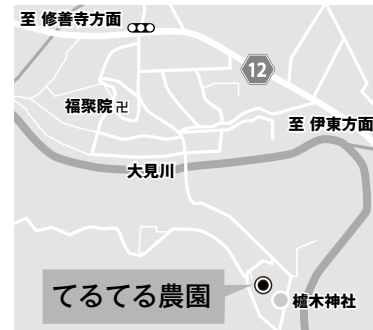 至 修善寺方面
12
福聚院卍
至 伊東方面
大見川
てるてる農園
櫨木神社